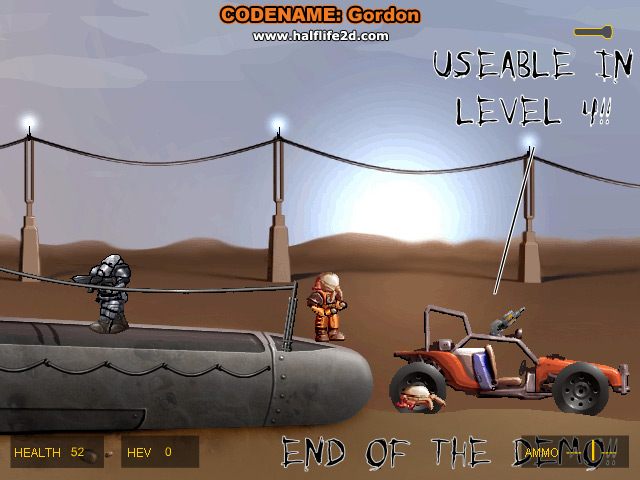 CODENAME: Gordon
www.halflife2d.com
USEABLE IN
LEVEL 4!!
HEALTH 52 HEV 0 AMMO
END OF THE DEMO!!